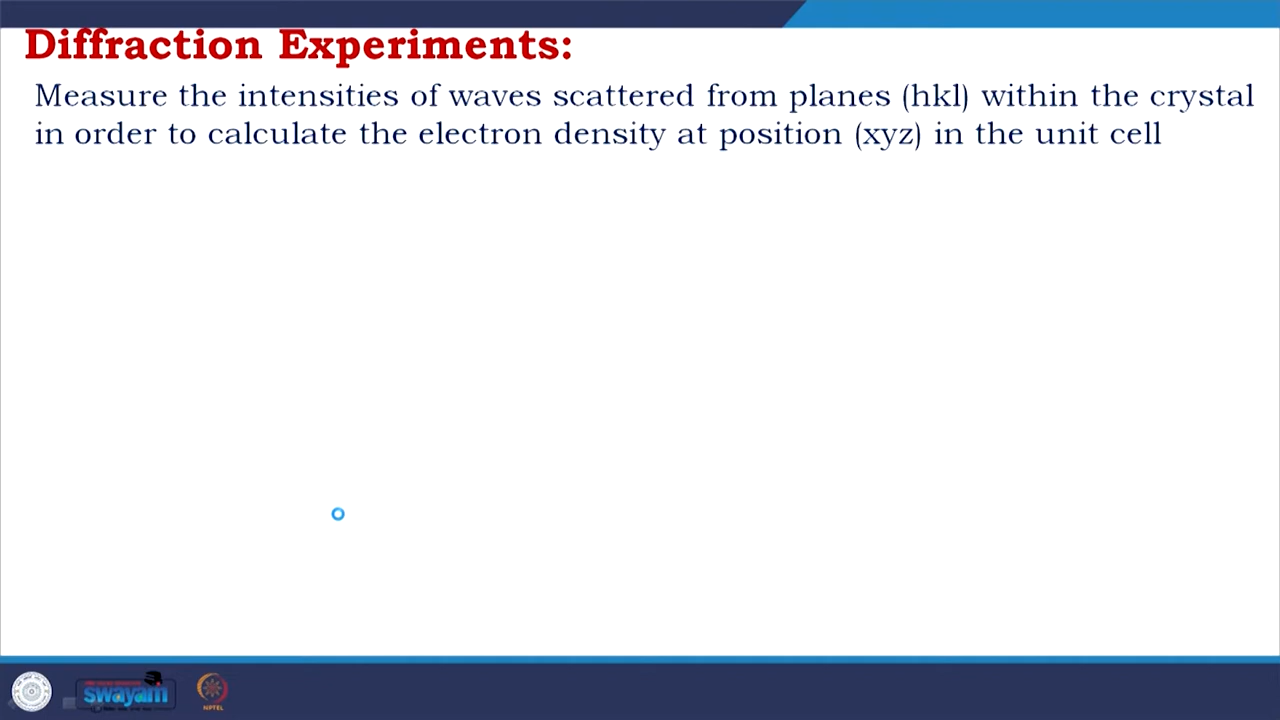 Diffraction Experiments:
Measure the intensities of waves scattered from planes (hkl) within the crystal
in order to calculate the electron density at position (xyz) in the unit cell
swayam
NPTEL